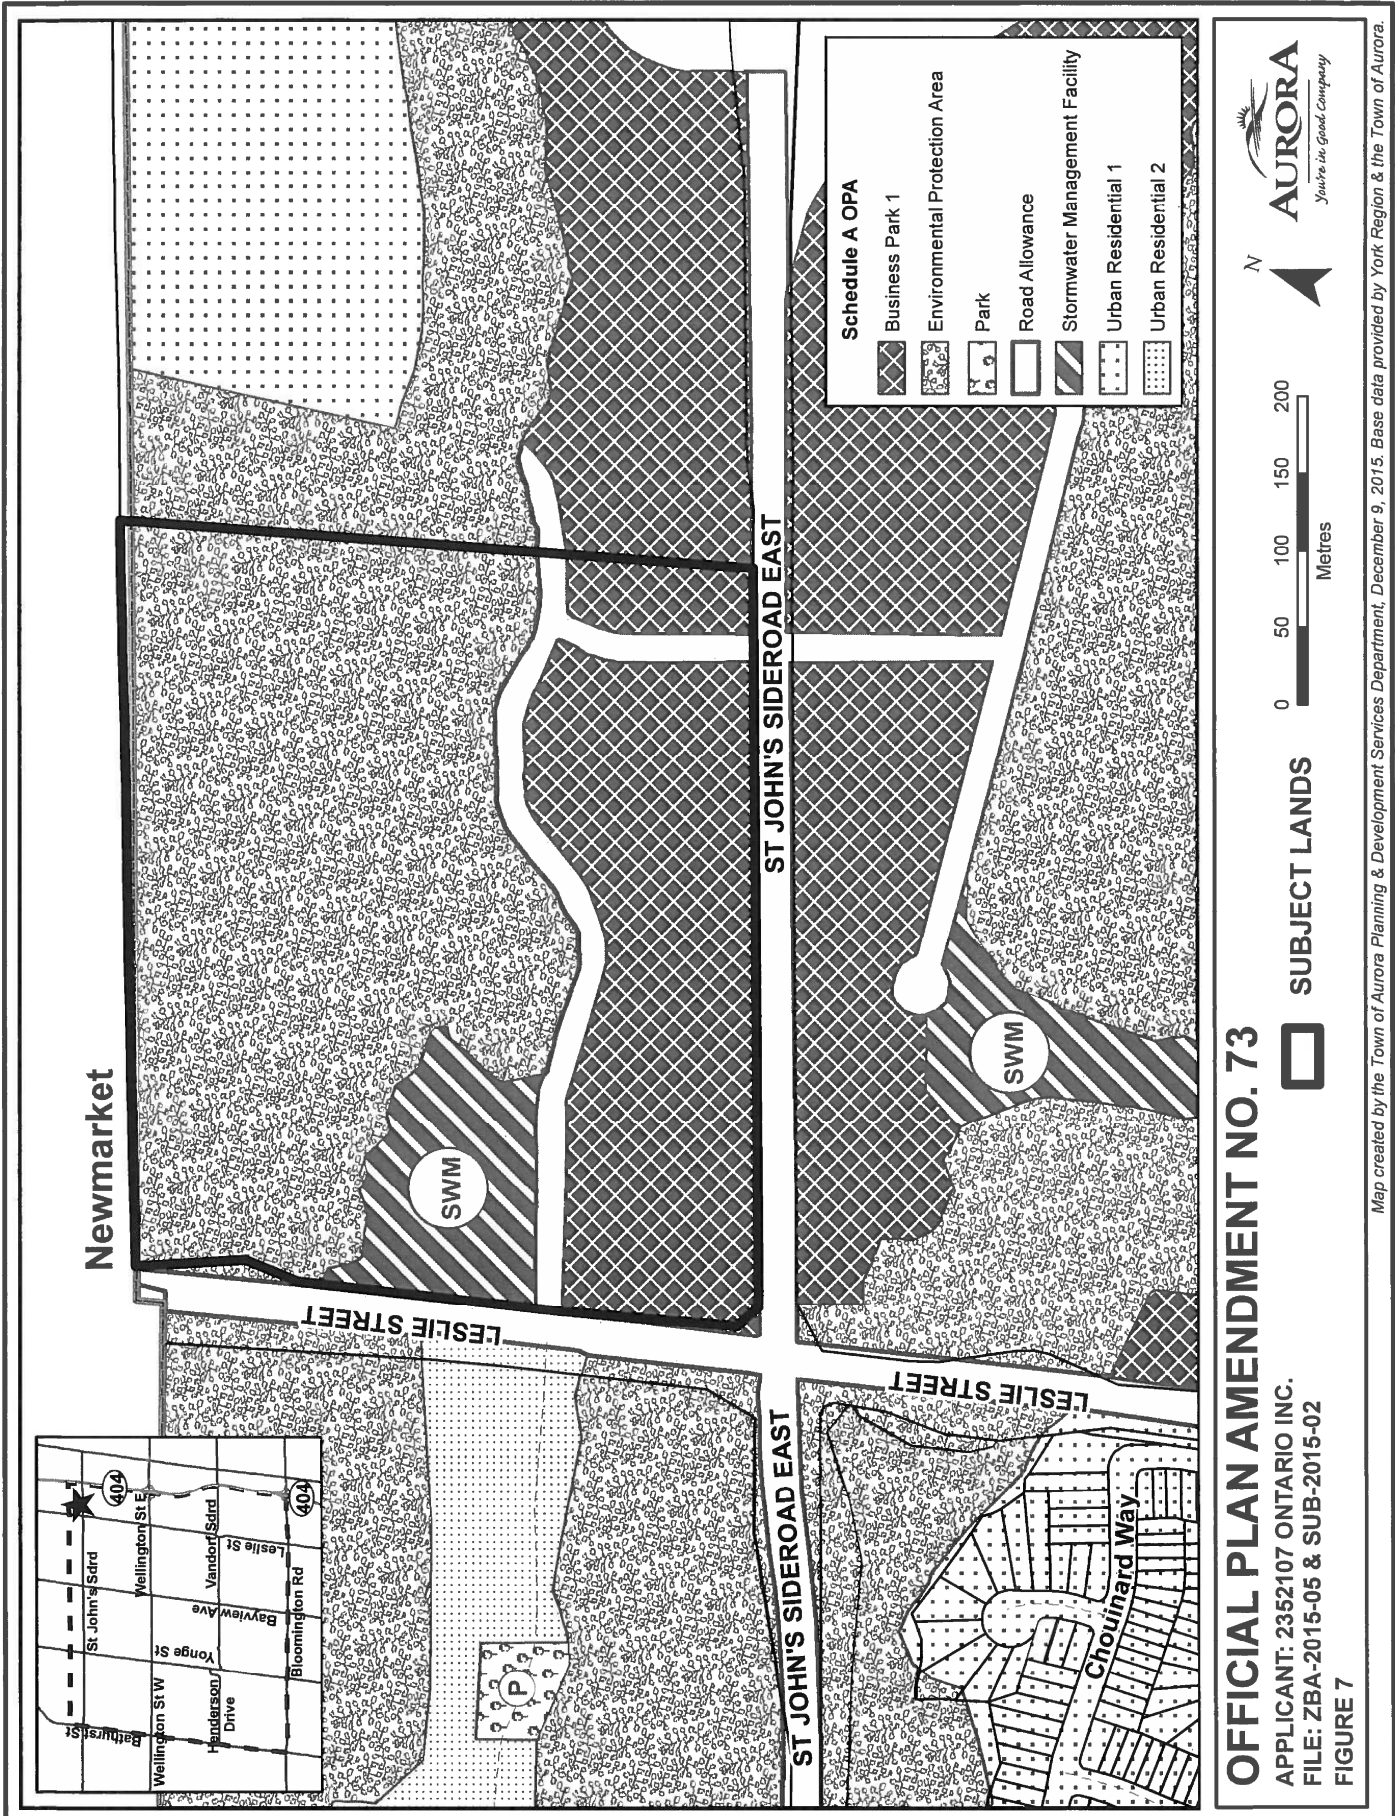 Newmarket
LESLIE STREET
SWM
ST JOHN'S SIDEROAD EAST
SWM
LESLIE STREET
ST JOHN'S SIDEROAD EAST
P
Chouinard Way
Bathurst St
St John's Sdrd
404
Wellington St W
Wellington St E
Yonge St
Bayview Ave
Leslie St
Henderson
Drive
Vandorf Sdrd
Bloomington Rd
404
Schedule A OPA
Business Park 1
Environmental Protection Area
Park
Road Allowance
Stormwater Management Facility
Urban Residential 1
Urban Residential 2
OFFICIAL PLAN AMENDMENT NO. 73
APPLICANT: 2352107 ONTARIO INC.
FILE: ZBA-2015-05 & SUB-2015-02
FIGURE 7
SUBJECT LANDS
0 50 100 150 200
Metres
N
AURORA
You're in Good Company
Map created by the Town of Aurora Planning & Development Services Department, December 9, 2015. Base data provided by York Region & the Town of Aurora.